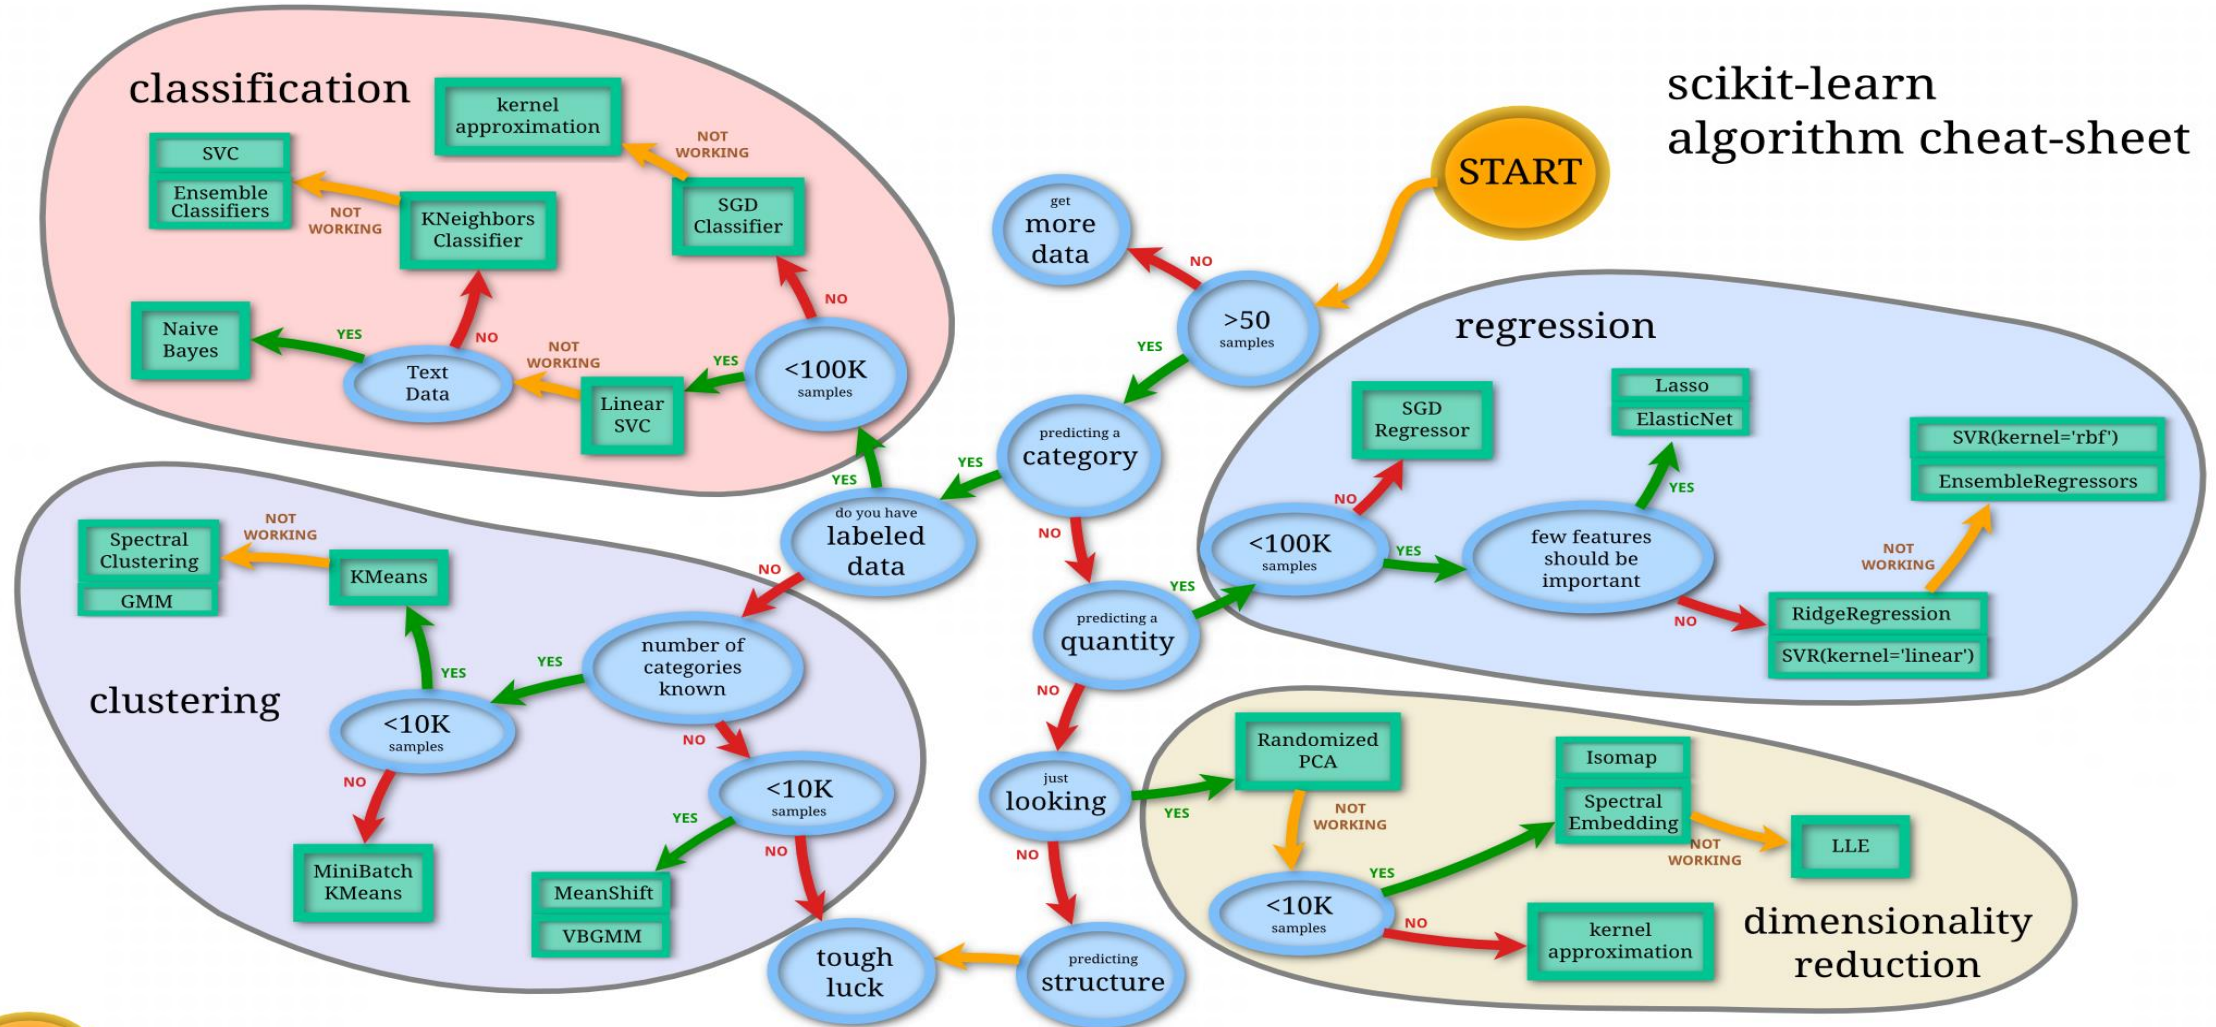 scikit-learn
algorithm cheat-sheet
START
>50
samples
NO
get
more
data
YES
predicting a
category
YES
do you have
labeled
data
YES
NO
NO
predicting a
quantity
YES
NO
just
looking
YES
NO
predicting
structure
tough
luck
classification
<100K
samples
YES
NO
SGD
Classifier
NOT
WORKING
kernel
approximation
Linear
SVC
NOT
WORKING
Text
Data
YES
Naive
Bayes
NO
KNeighbors
Classifier
NOT
WORKING
SVC
Ensemble
Classifiers
clustering
number of
categories
known
YES
<10K
samples
YES
KMeans
NOT
WORKING
Spectral
Clustering
GMM
NO
MiniBatch
KMeans
NO
<10K
samples
YES
MeanShift
VBGMM
NO
regression
<100K
samples
NO
SGD
Regressor
YES
few features
should be
important
YES
Lasso
ElasticNet
NO
RidgeRegression
SVR(kernel='linear')
NOT
WORKING
SVR(kernel='rbf')
EnsembleRegressors
Randomized
PCA
NOT
WORKING
<10K
samples
YES
Isomap
Spectral
Embedding
NOT
WORKING
LLE
NO
kernel
approximation
dimensionality
reduction